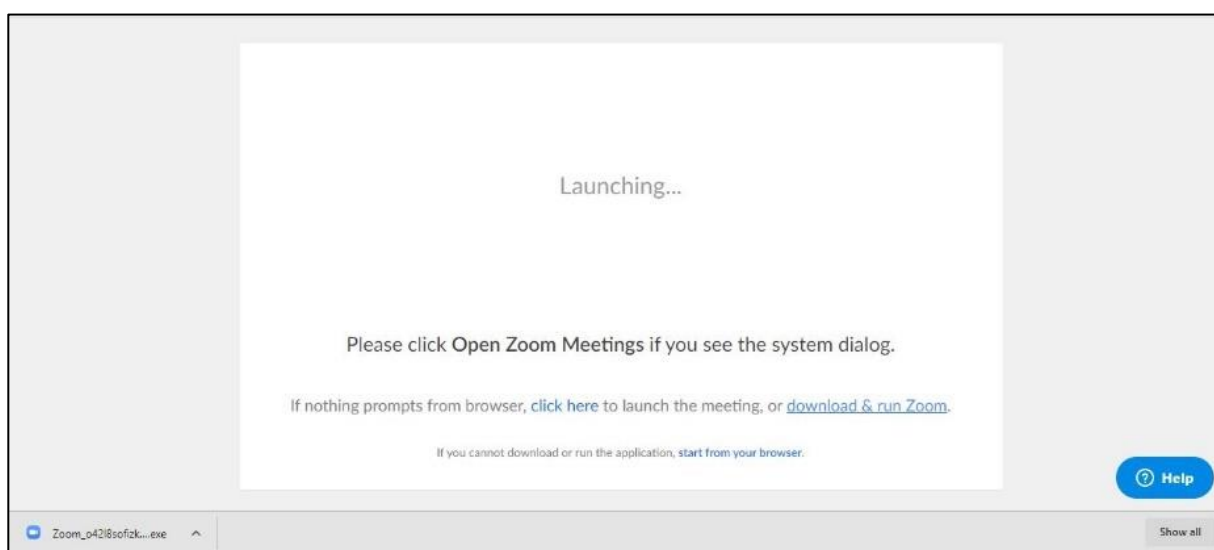 Launching...
Please click Open Zoom Meetings if you see the system dialog.
If nothing prompts from browser, click here to launch the meeting, or download & run Zoom.
If you cannot download or run the application, start from your browser.
Help
Zoom_o42l8sofizk....exe
Show all